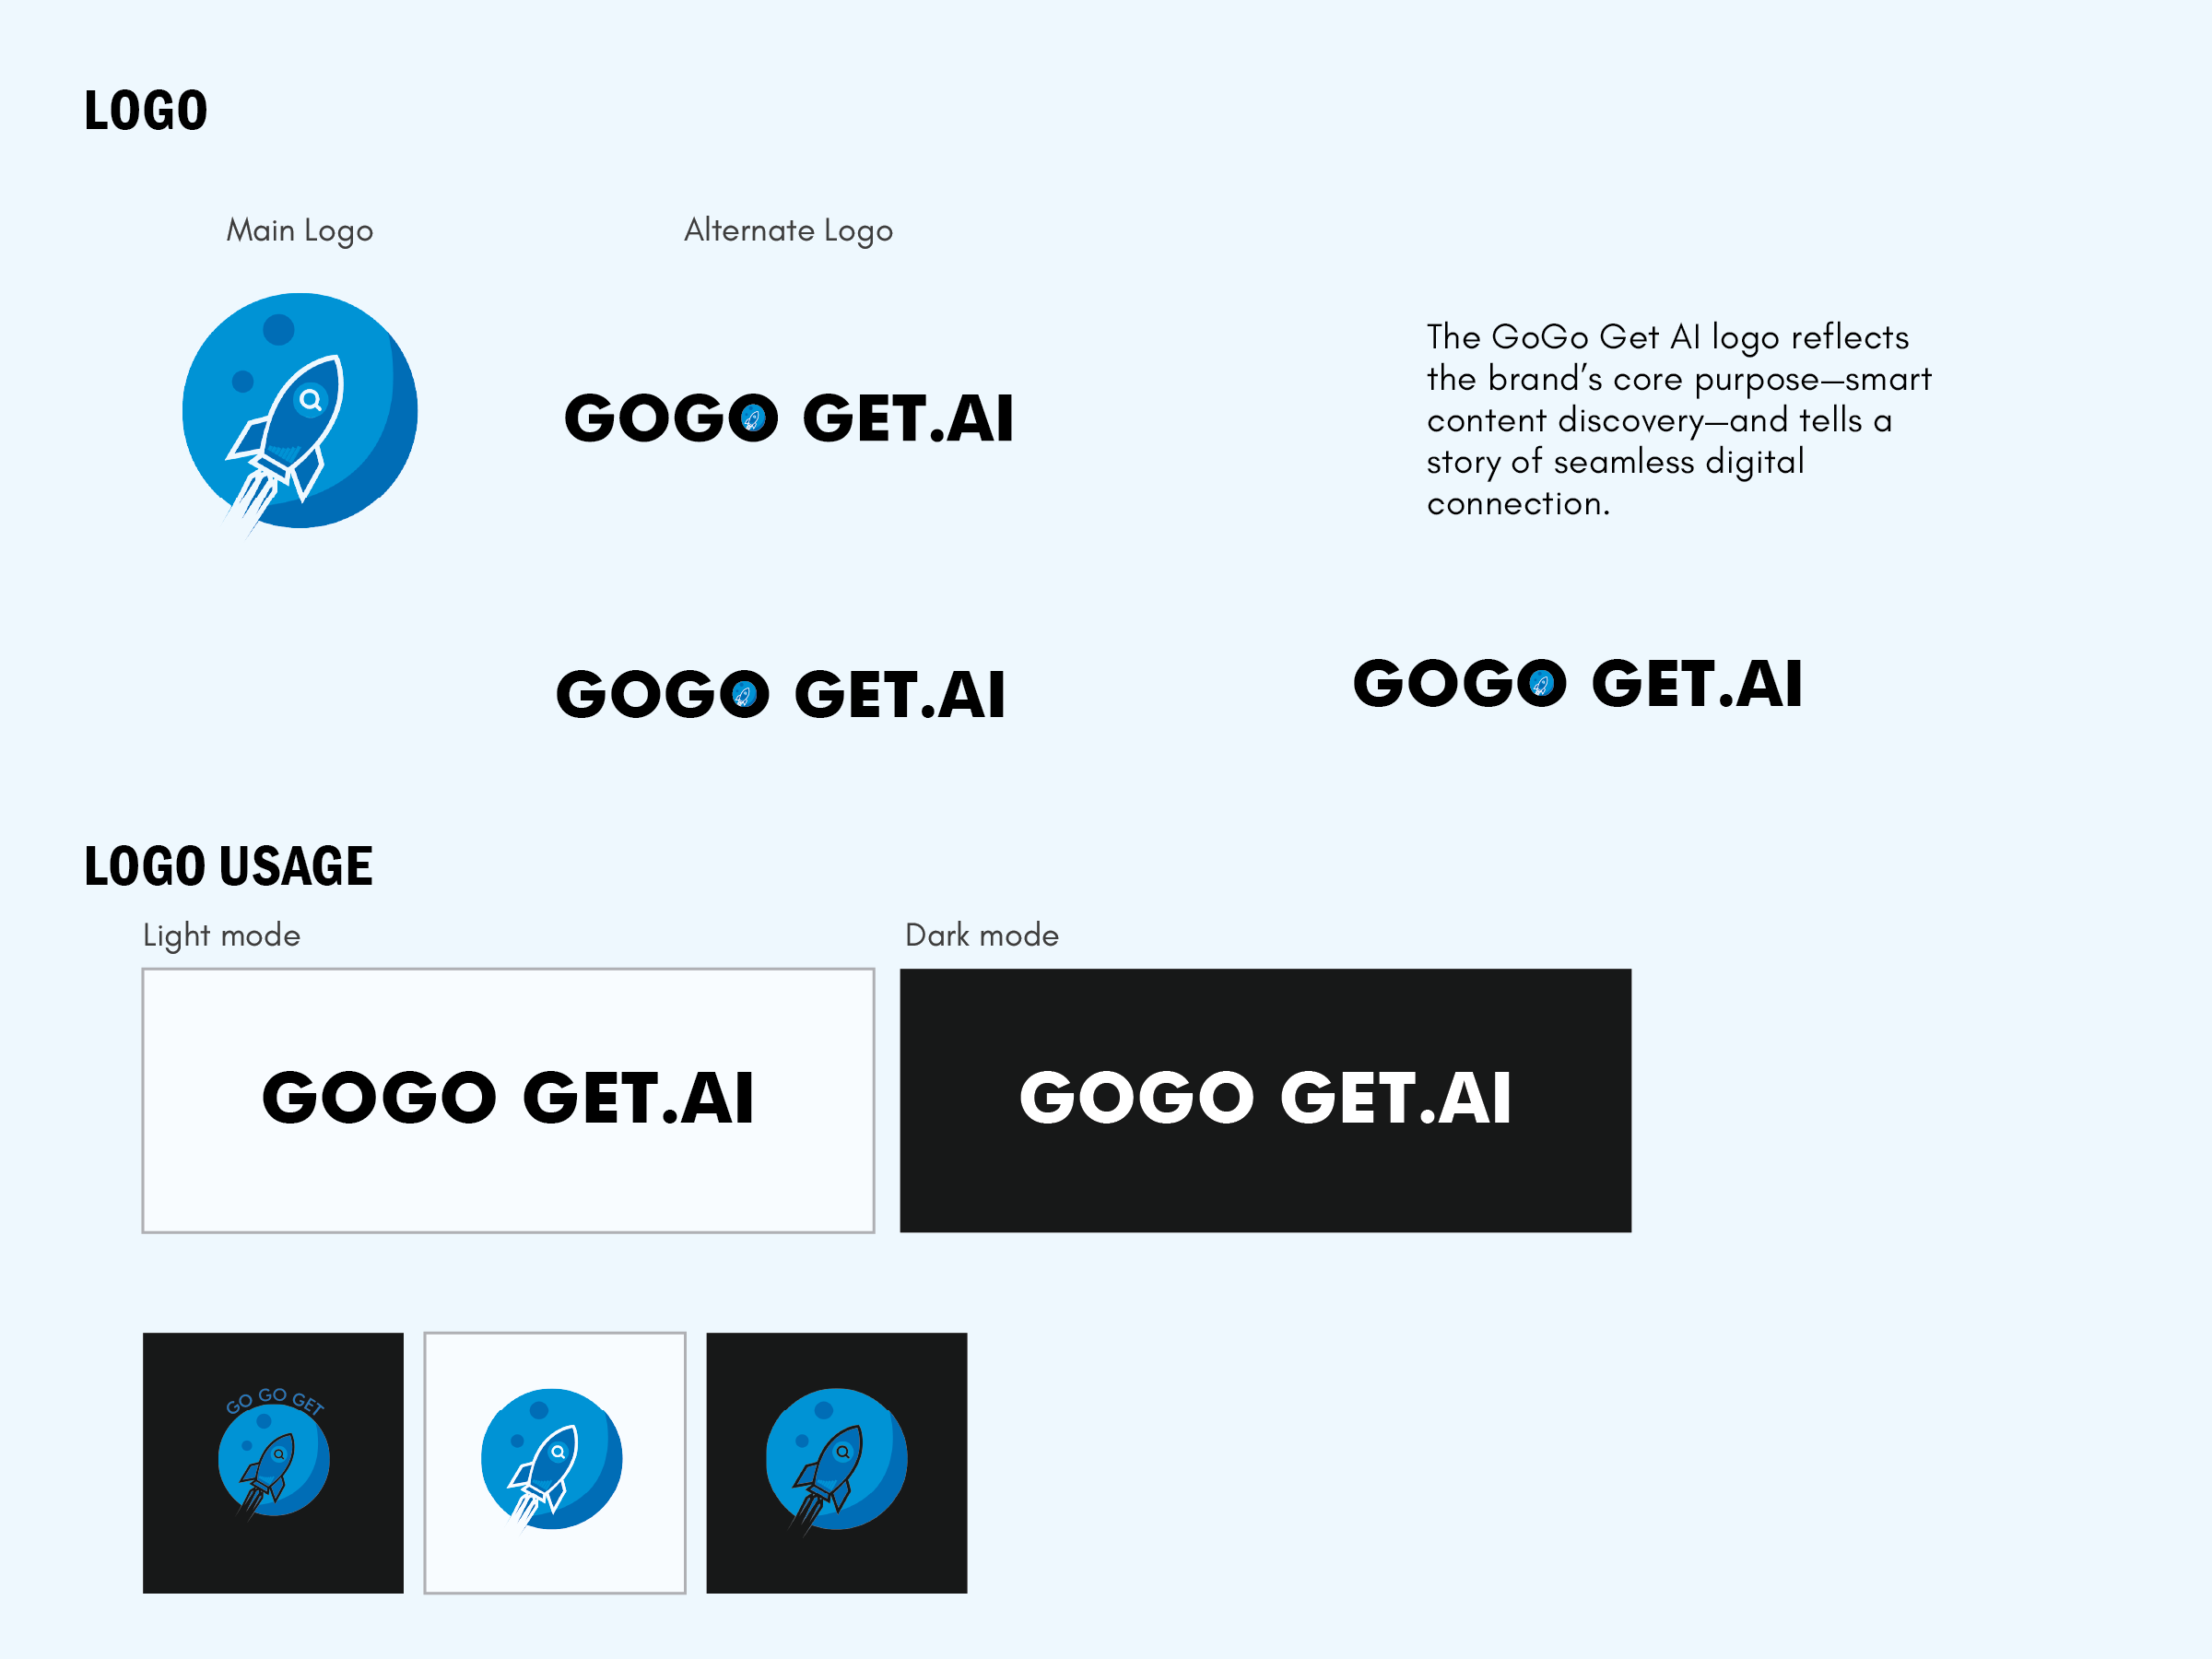 LOGO
Main Logo
Alternate Logo
GOGO GET.AI
The GoGo Get AI logo reflects
the brand's core purpose—smart
content discovery—and tells a
story of seamless digital
connection.
GOGO GET.AI
GOGO GET.AI
LOGO USAGE
Light mode
Dark mode
GOGO GET.AI
GOGO GET.AI
GO GO GET